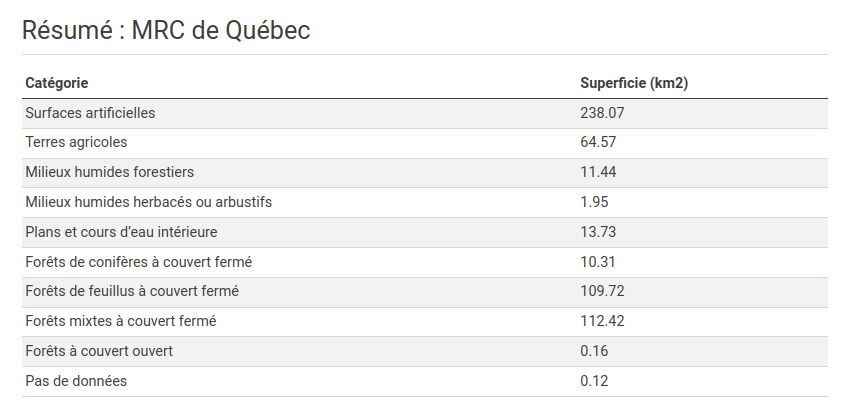 Résumé : MRC de Québec
Catégorie Superficie (km2)
Surfaces artificielles 238.07
Terres agricoles 64.57
Milieux humides forestiers 11.44
Milieux humides herbacés ou arbustifs 1.95
Plans et cours d’eau intérieure 13.73
Forêts de conifères à couvert fermé 10.31
Forêts de feuillus à couvert fermé 109.72
Forêts mixtes à couvert fermé 112.42
Forêts à couvert ouvert 0.16
Pas de données 0.12